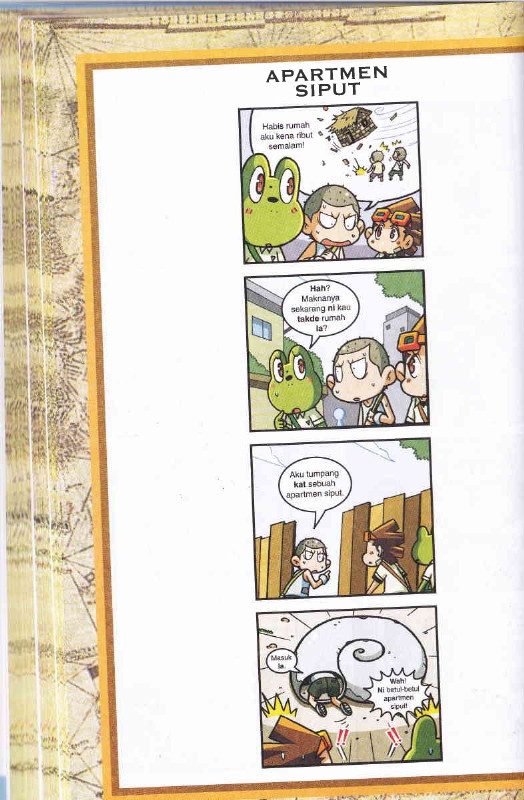 APARTMEN
SIPUT
Habis rumah
aku kena ribut
semalam!
Hah?
Maknanya
sekarang ni kau
takde rumah
la?
Aku tumpang
kat sebuah
apartmen siput.
Masuk
la.
Wah!
Ni betul-betul
apartmen
siput!
!!
!!